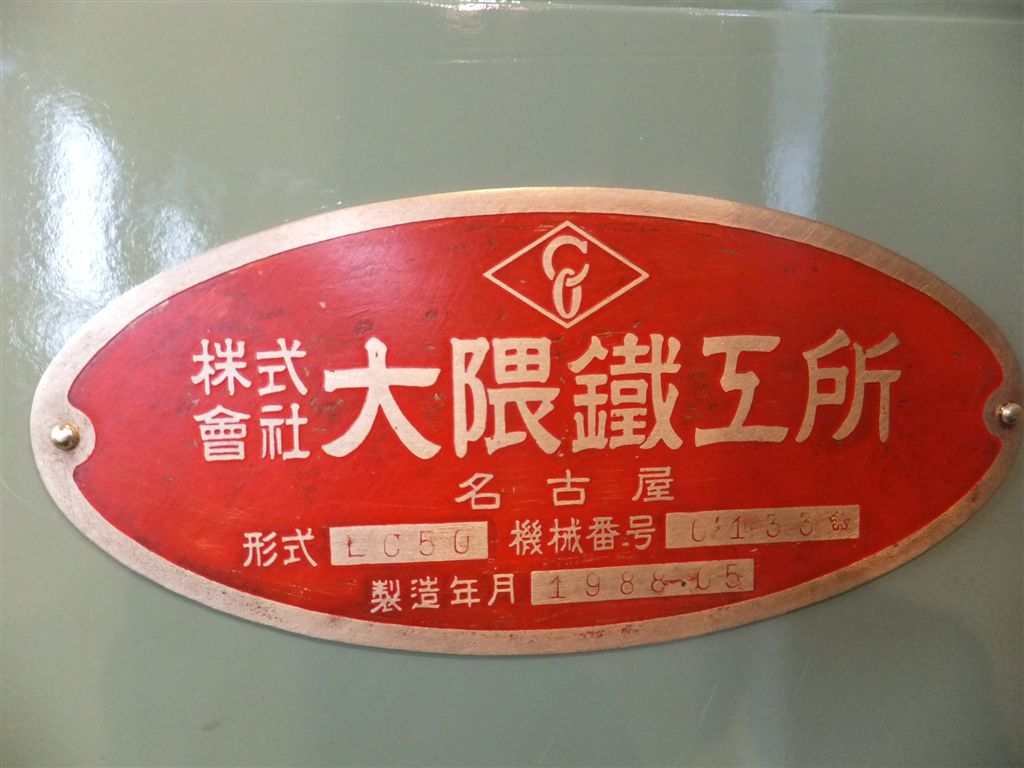 株式會社 大隈鐵工所
名古屋
形式 LC50 機械番号 0133
製造年月 1988.05